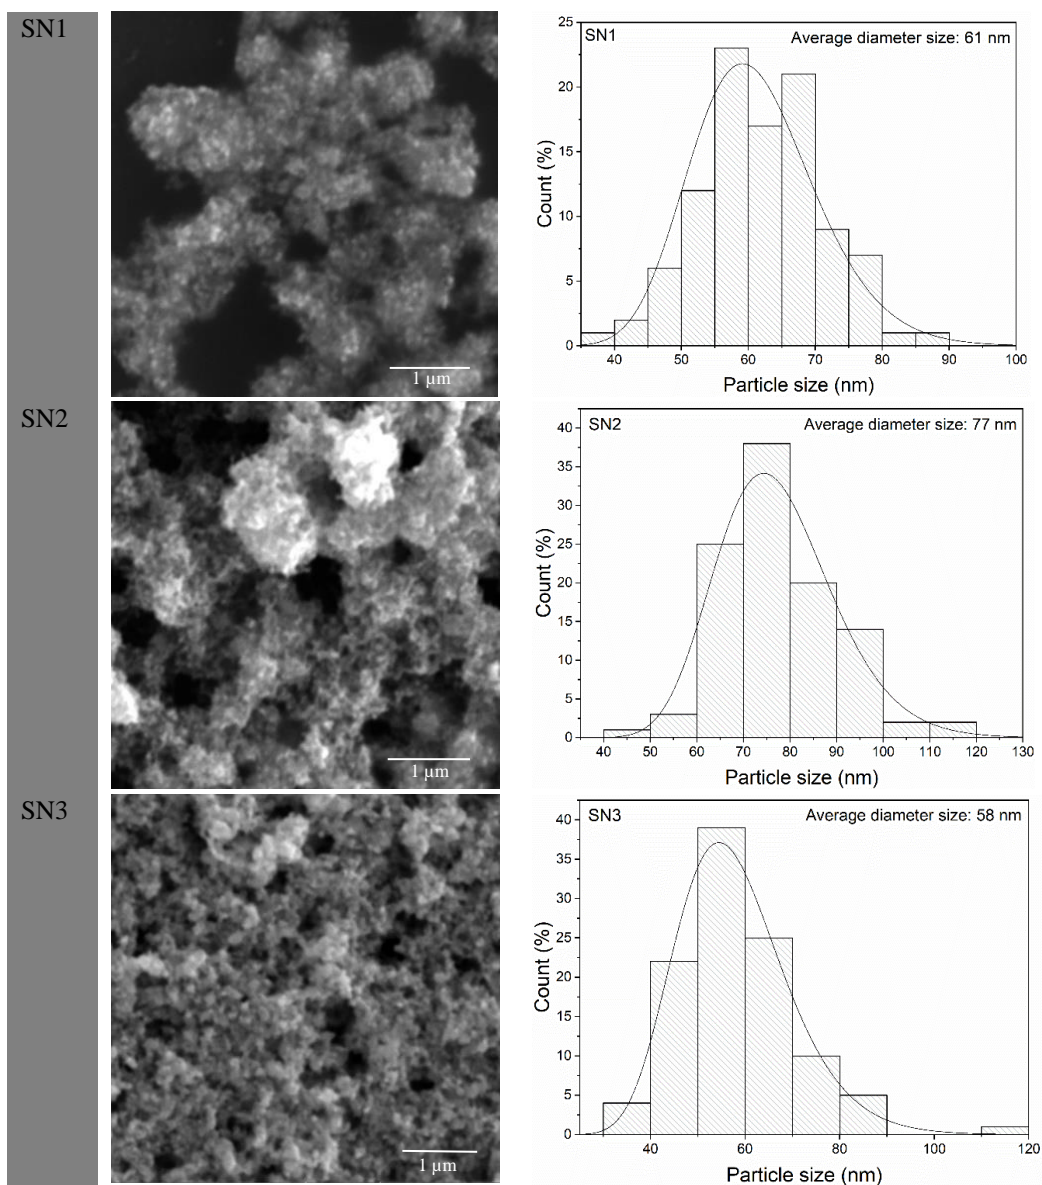 SN1
1 µm
SN1
Average diameter size: 61 nm
25
20
15
10
5
0
Count (%)
40 50 60 70 80 90 100
Particle size (nm)
SN2
1 µm
SN2
Average diameter size: 77 nm
40
35
30
25
20
15
10
5
0
Count (%)
40 50 60 70 80 90 100 110 120 130
Particle size (nm)
SN3
1 µm
SN3
Average diameter size: 58 nm
40
35
30
25
20
15
10
5
0
Count (%)
40 60 80 100 120
Particle size (nm)